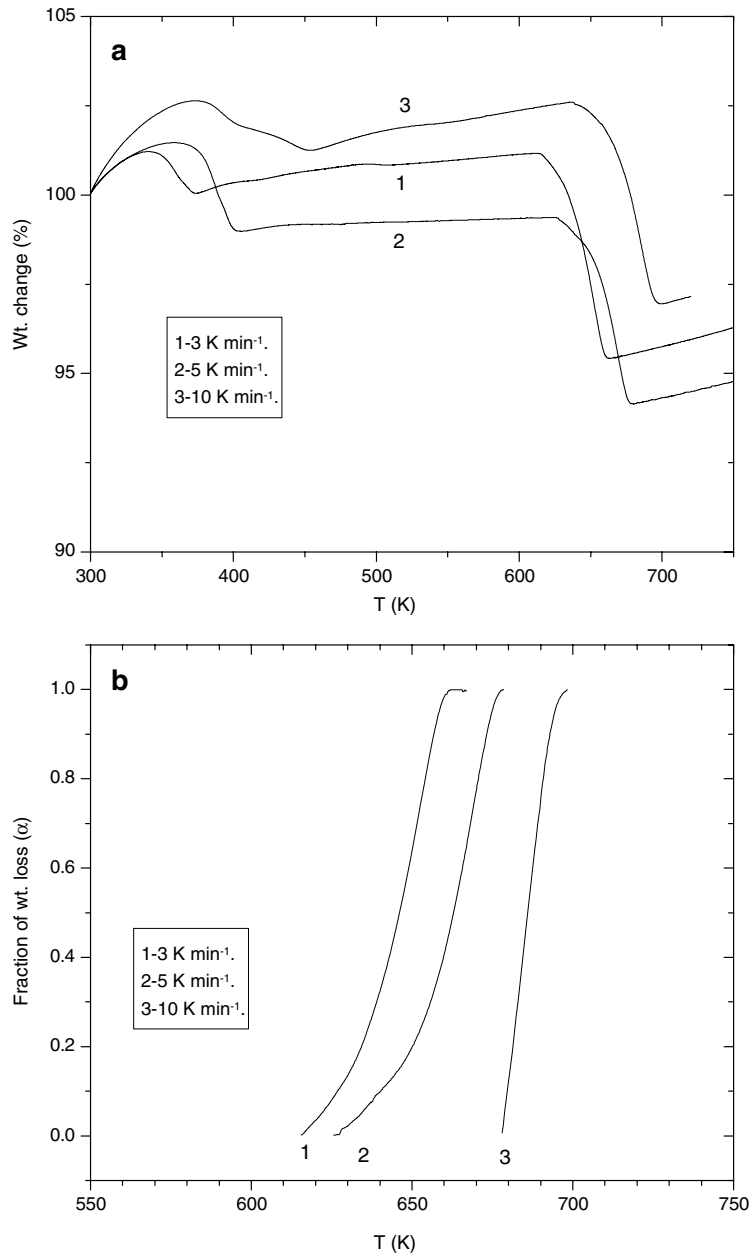 105
a
100
95
90
Wt. change (%)
3
1
2
1-3 K min⁻¹.
2-5 K min⁻¹.
3-10 K min⁻¹.
300
400
500
600
700
T (K)
b
1.0
0.8
0.6
0.4
0.2
0.0
Fraction of wt. loss (α)
1-3 K min⁻¹.
2-5 K min⁻¹.
3-10 K min⁻¹.
1
2
3
550
600
650
700
750
T (K)